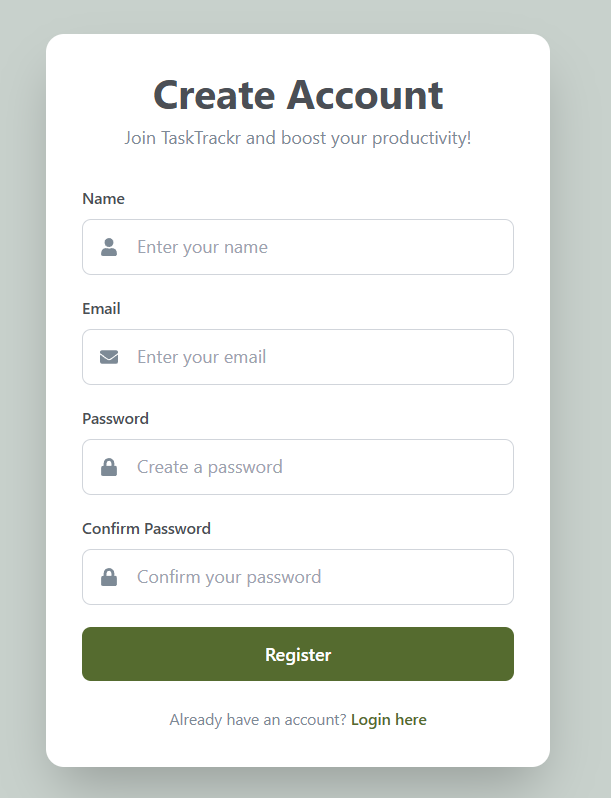 Create Account
Join TaskTrackr and boost your productivity!
Name
Enter your name
Email
Enter your email
Password
Create a password
Confirm Password
Confirm your password
Register
Already have an account? Login here